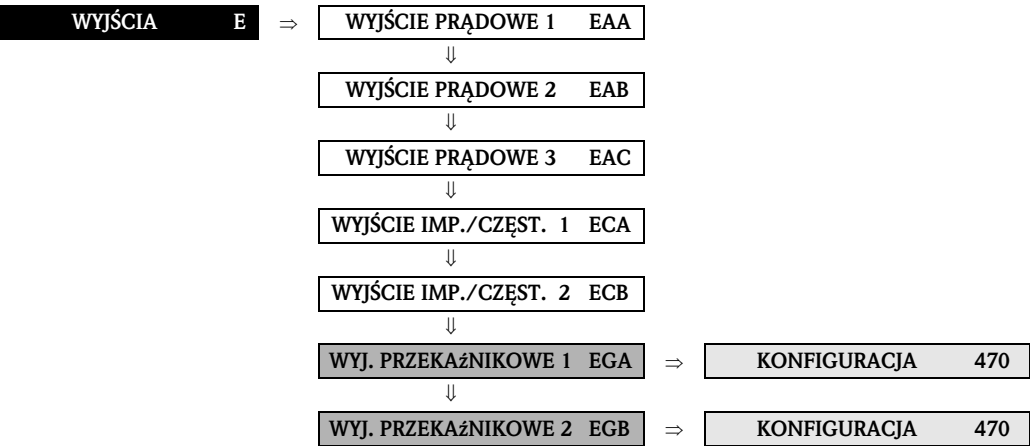 WYJŚCIA E ⇒ WYJŚCIE PRĄDOWE 1 EAA
⇓
WYJŚCIE PRĄDOWE 2 EAB
⇓
WYJŚCIE PRĄDOWE 3 EAC
⇓
WYJŚCIE IMP./CZĘST. 1 ECA
⇓
WYJŚCIE IMP./CZĘST. 2 ECB
⇓
WYJ. PRZEKAźNIKOWE 1 EGA ⇒ KONFIGURACJA 470
⇓
WYJ. PRZEKAźNIKOWE 2 EGB ⇒ KONFIGURACJA 470